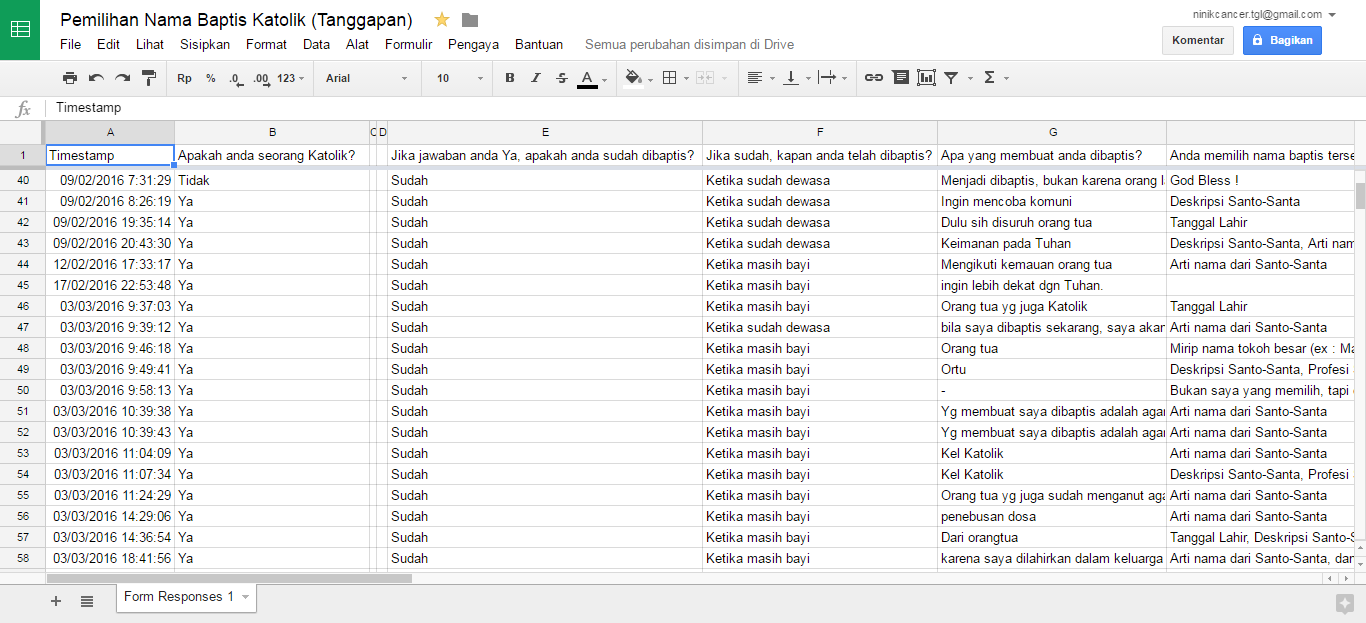 Pemilihan Nama Baptis Katolik (Tanggapan)
ninikcancer.tgl@gmail.com
File Edit Lihat Sisipkan Format Data Alat Formulir Pengaya Bantuan Semua perubahan disimpan di Drive
Komentar Bagikan
Rp % .0 .00 123 Arial 10 B I S A Σ
fx Timestamp
A B C D E F G
1 Timestamp Apakah anda seorang Katolik? Jika jawaban anda Ya, apakah anda sudah dibaptis? Jika sudah, kapan anda telah dibaptis? Apa yang membuat anda dibaptis? Anda memilih nama baptis terse
40 09/02/2016 7:31:29 Tidak Sudah Ketika sudah dewasa Menjadi dibaptis, bukan karena orang l God Bless !
41 09/02/2016 8:26:19 Ya Sudah Ketika sudah dewasa Ingin mencoba komuni Deskripsi Santo-Santa
42 09/02/2016 19:35:14 Ya Sudah Ketika sudah dewasa Dulu sih disuruh orang tua Tanggal Lahir
43 09/02/2016 20:43:30 Ya Sudah Ketika sudah dewasa Keimanan pada Tuhan Deskripsi Santo-Santa, Arti nam
44 12/02/2016 17:33:17 Ya Sudah Ketika masih bayi Mengikuti kemauan orang tua Arti nama dari Santo-Santa
45 17/02/2016 22:53:48 Ya Sudah Ketika masih bayi ingin lebih dekat dgn Tuhan.
46 03/03/2016 9:37:03 Ya Sudah Ketika masih bayi Orang tua yg juga Katolik Tanggal Lahir
47 03/03/2016 9:39:12 Ya Sudah Ketika sudah dewasa bila saya dibaptis sekarang, saya akan Arti nama dari Santo-Santa
48 03/03/2016 9:46:18 Ya Sudah Ketika masih bayi Orang tua Mirip nama tokoh besar (ex : Ma
49 03/03/2016 9:49:41 Ya Sudah Ketika masih bayi Ortu Deskripsi Santo-Santa, Profesi
50 03/03/2016 9:58:13 Ya Sudah Ketika masih bayi - Bukan saya yang memilih, tapi
51 03/03/2016 10:39:38 Ya Sudah Ketika masih bayi Yg membuat saya dibaptis adalah agar Arti nama dari Santo-Santa
52 03/03/2016 10:39:43 Ya Sudah Ketika masih bayi Yg membuat saya dibaptis adalah agar Arti nama dari Santo-Santa
53 03/03/2016 11:04:09 Ya Sudah Ketika masih bayi Kel Katolik Arti nama dari Santo-Santa
54 03/03/2016 11:07:34 Ya Sudah Ketika masih bayi Kel Katolik Deskripsi Santo-Santa, Profesi
55 03/03/2016 11:24:29 Ya Sudah Ketika masih bayi Orang tua yg juga sudah menganut aga Arti nama dari Santo-Santa
56 03/03/2016 14:29:06 Ya Sudah Ketika masih bayi penebusan dosa Arti nama dari Santo-Santa
57 03/03/2016 14:36:54 Ya Sudah Ketika masih bayi Dari orangtua Tanggal Lahir, Deskripsi Santo-S
58 03/03/2016 18:41:56 Ya Sudah Ketika masih bayi karena saya dilahirkan dalam keluarga Arti nama dari Santo-Santa, dan
Form Responses 1